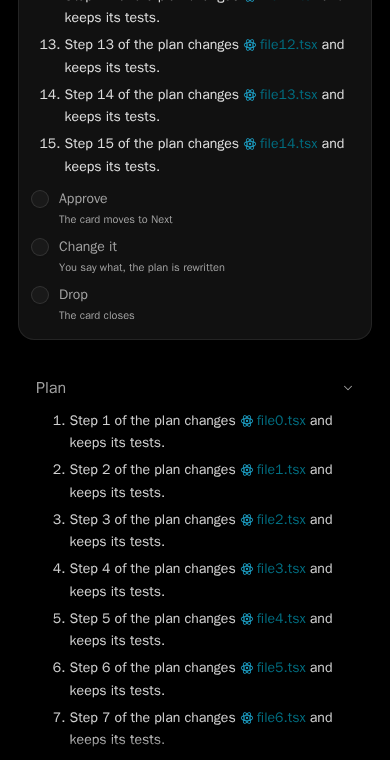 13. Step 13 of the plan changes file12.tsx and
keeps its tests.
14. Step 14 of the plan changes file13.tsx and
keeps its tests.
15. Step 15 of the plan changes file14.tsx and
keeps its tests.
Approve
The card moves to Next
Change it
You say what, the plan is rewritten
Drop
The card closes
Plan
1. Step 1 of the plan changes file0.tsx and
keeps its tests.
2. Step 2 of the plan changes file1.tsx and
keeps its tests.
3. Step 3 of the plan changes file2.tsx and
keeps its tests.
4. Step 4 of the plan changes file3.tsx and
keeps its tests.
5. Step 5 of the plan changes file4.tsx and
keeps its tests.
6. Step 6 of the plan changes file5.tsx and
keeps its tests.
7. Step 7 of the plan changes file6.tsx and
keeps its tests.